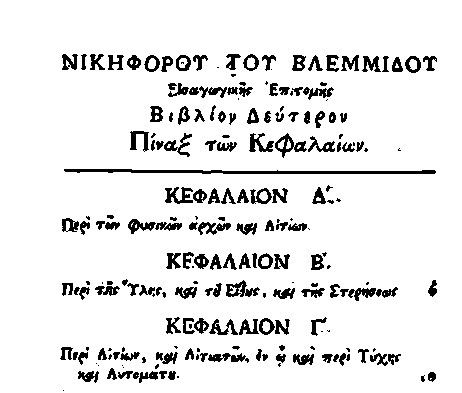 ΝΙΚΗΦΟΡΟΥ ΤΟΥ ΒΛΕΜΜΙΔΟΥ
Εἰσαγωγικῆς Ἐπιτομῆς
Βιβλίον Δεύτερον
Πίναξ τῶν Κεφαλαίων.
ΚΕΦΑΛΑΙΟΝ Α΄.
Περὶ τῶν φυσικῶν ἀρχῶν καὶ Αἰτίων.
ΚΕΦΑΛΑΙΟΝ Β΄.
Περὶ τῆς Ὕλης, καὶ τοῦ Εἴδους, καὶ τῆς Στερήσεως
ΚΕΦΑΛΑΙΟΝ Γ΄.
Περὶ Αἰτίων, καὶ Αἰτιατῶν, ἐν ᾧ καὶ περὶ Τύχης
καὶ Αὐτομάτου. ιθ